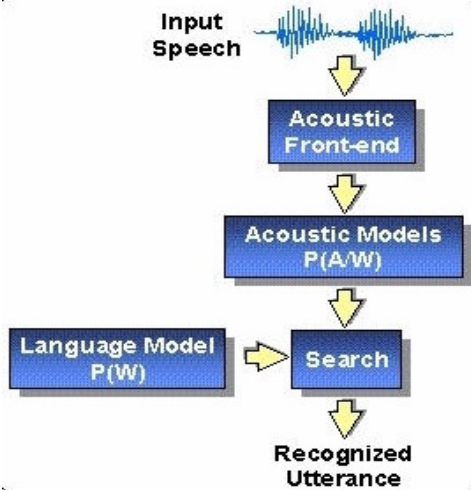 Input
Speech
Acoustic
Front-end
Acoustic Models
P(A/W)
Language Model
P(W)
Search
Recognized
Utterance